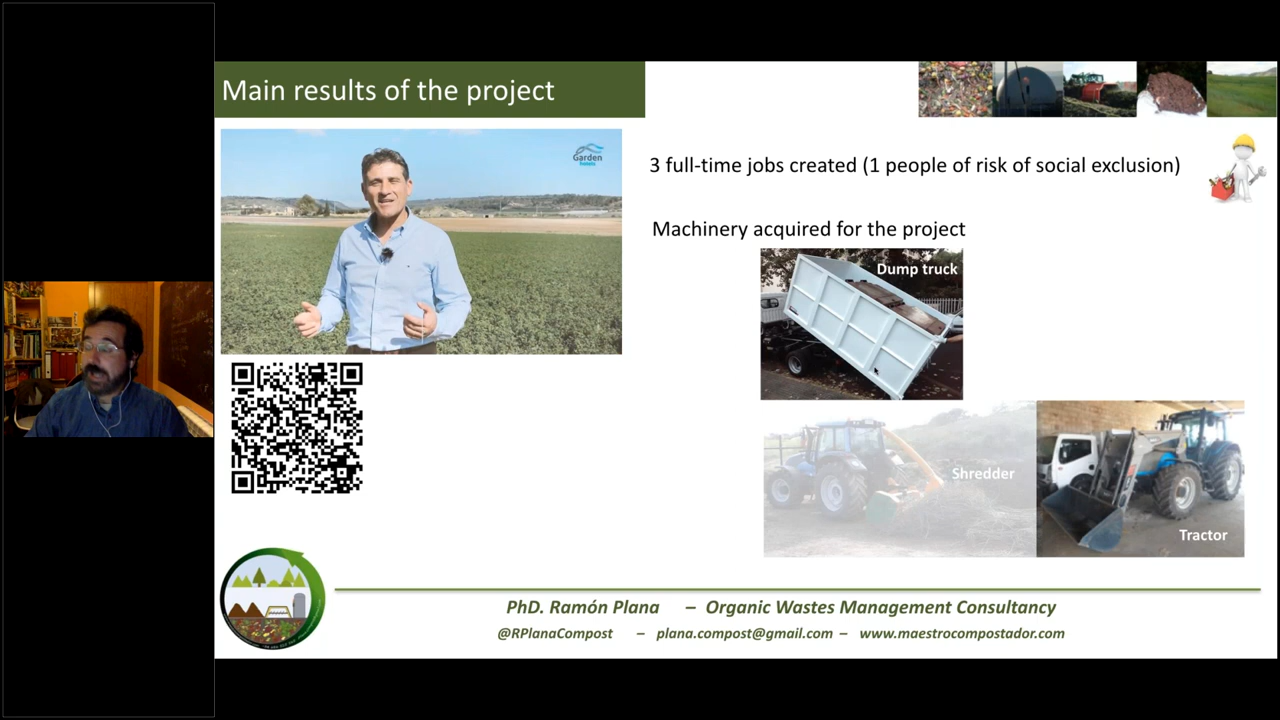 Main results of the project
Garden
3 full-time jobs created (1 people of risk of social exclusion)
Machinery acquired for the project
Dump truck
Shredder
Tractor
PhD. Ramón Plana – Organic Wastes Management Consultancy
@RPlanaCompost – plana.compost@gmail.com – www.maestrocompostador.com